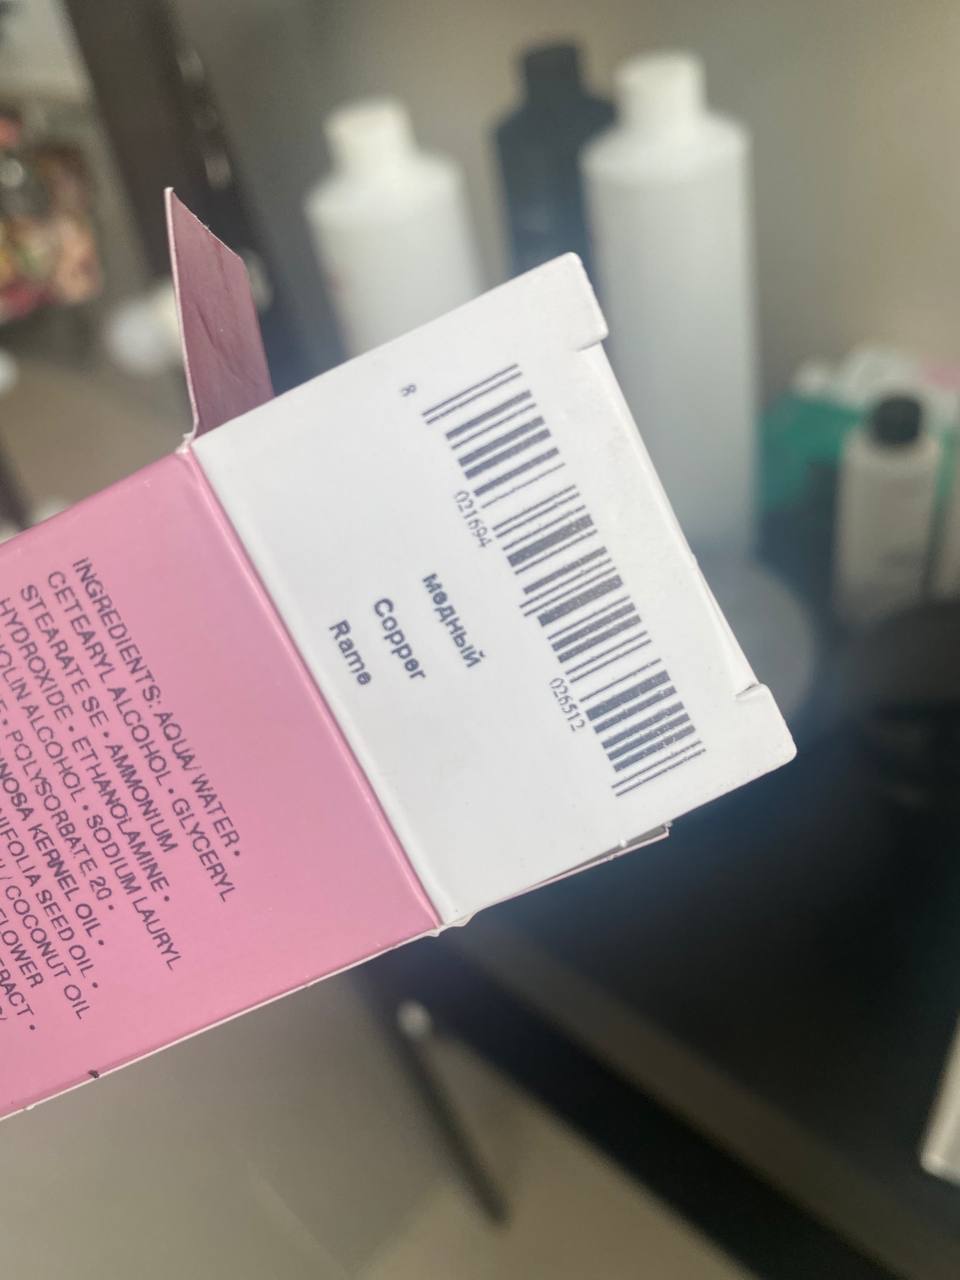 8 021694 026512
медный
Copper
Rame
INGREDIENTS: AQUA/ WATER •
CETEARYL ALCOHOL • GLYCERYL
STEARATE SE • AMMONIUM
HYDROXIDE • ETHANOLAMINE •
ALCOHOL • SODIUM LAURYL
POLYSORBATE 20 •
KERNEL OIL •
SEED OIL •
/ COCONUT OIL